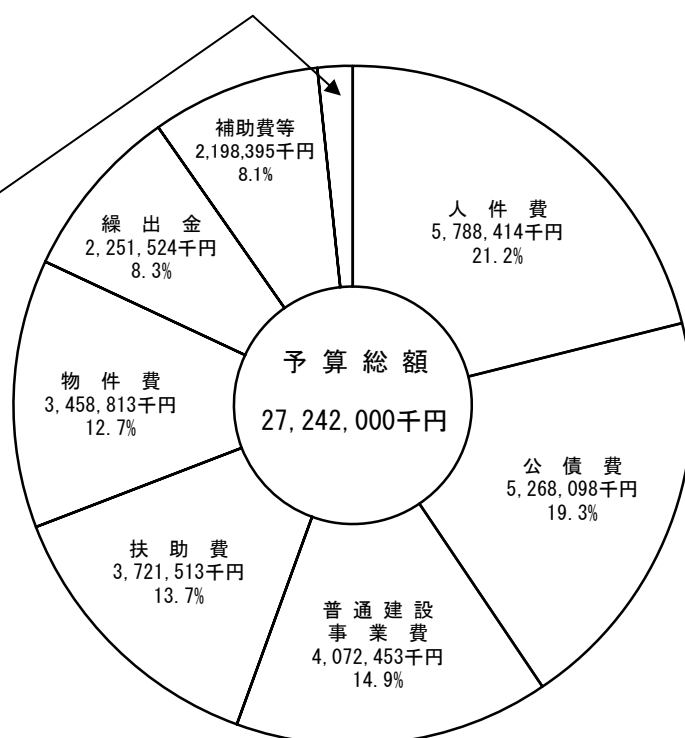 補助費等
2,198,395千円
8.1%
人 件 費
5,788,414千円
21.2%
繰 出 金
2,251,524千円
8.3%
予 算 総 額
27,242,000千円
物 件 費
3,458,813千円
12.7%
公 債 費
5,268,098千円
19.3%
扶 助 費
3,721,513千円
13.7%
普 通 建 設
事 業 費
4,072,453千円
14.9%